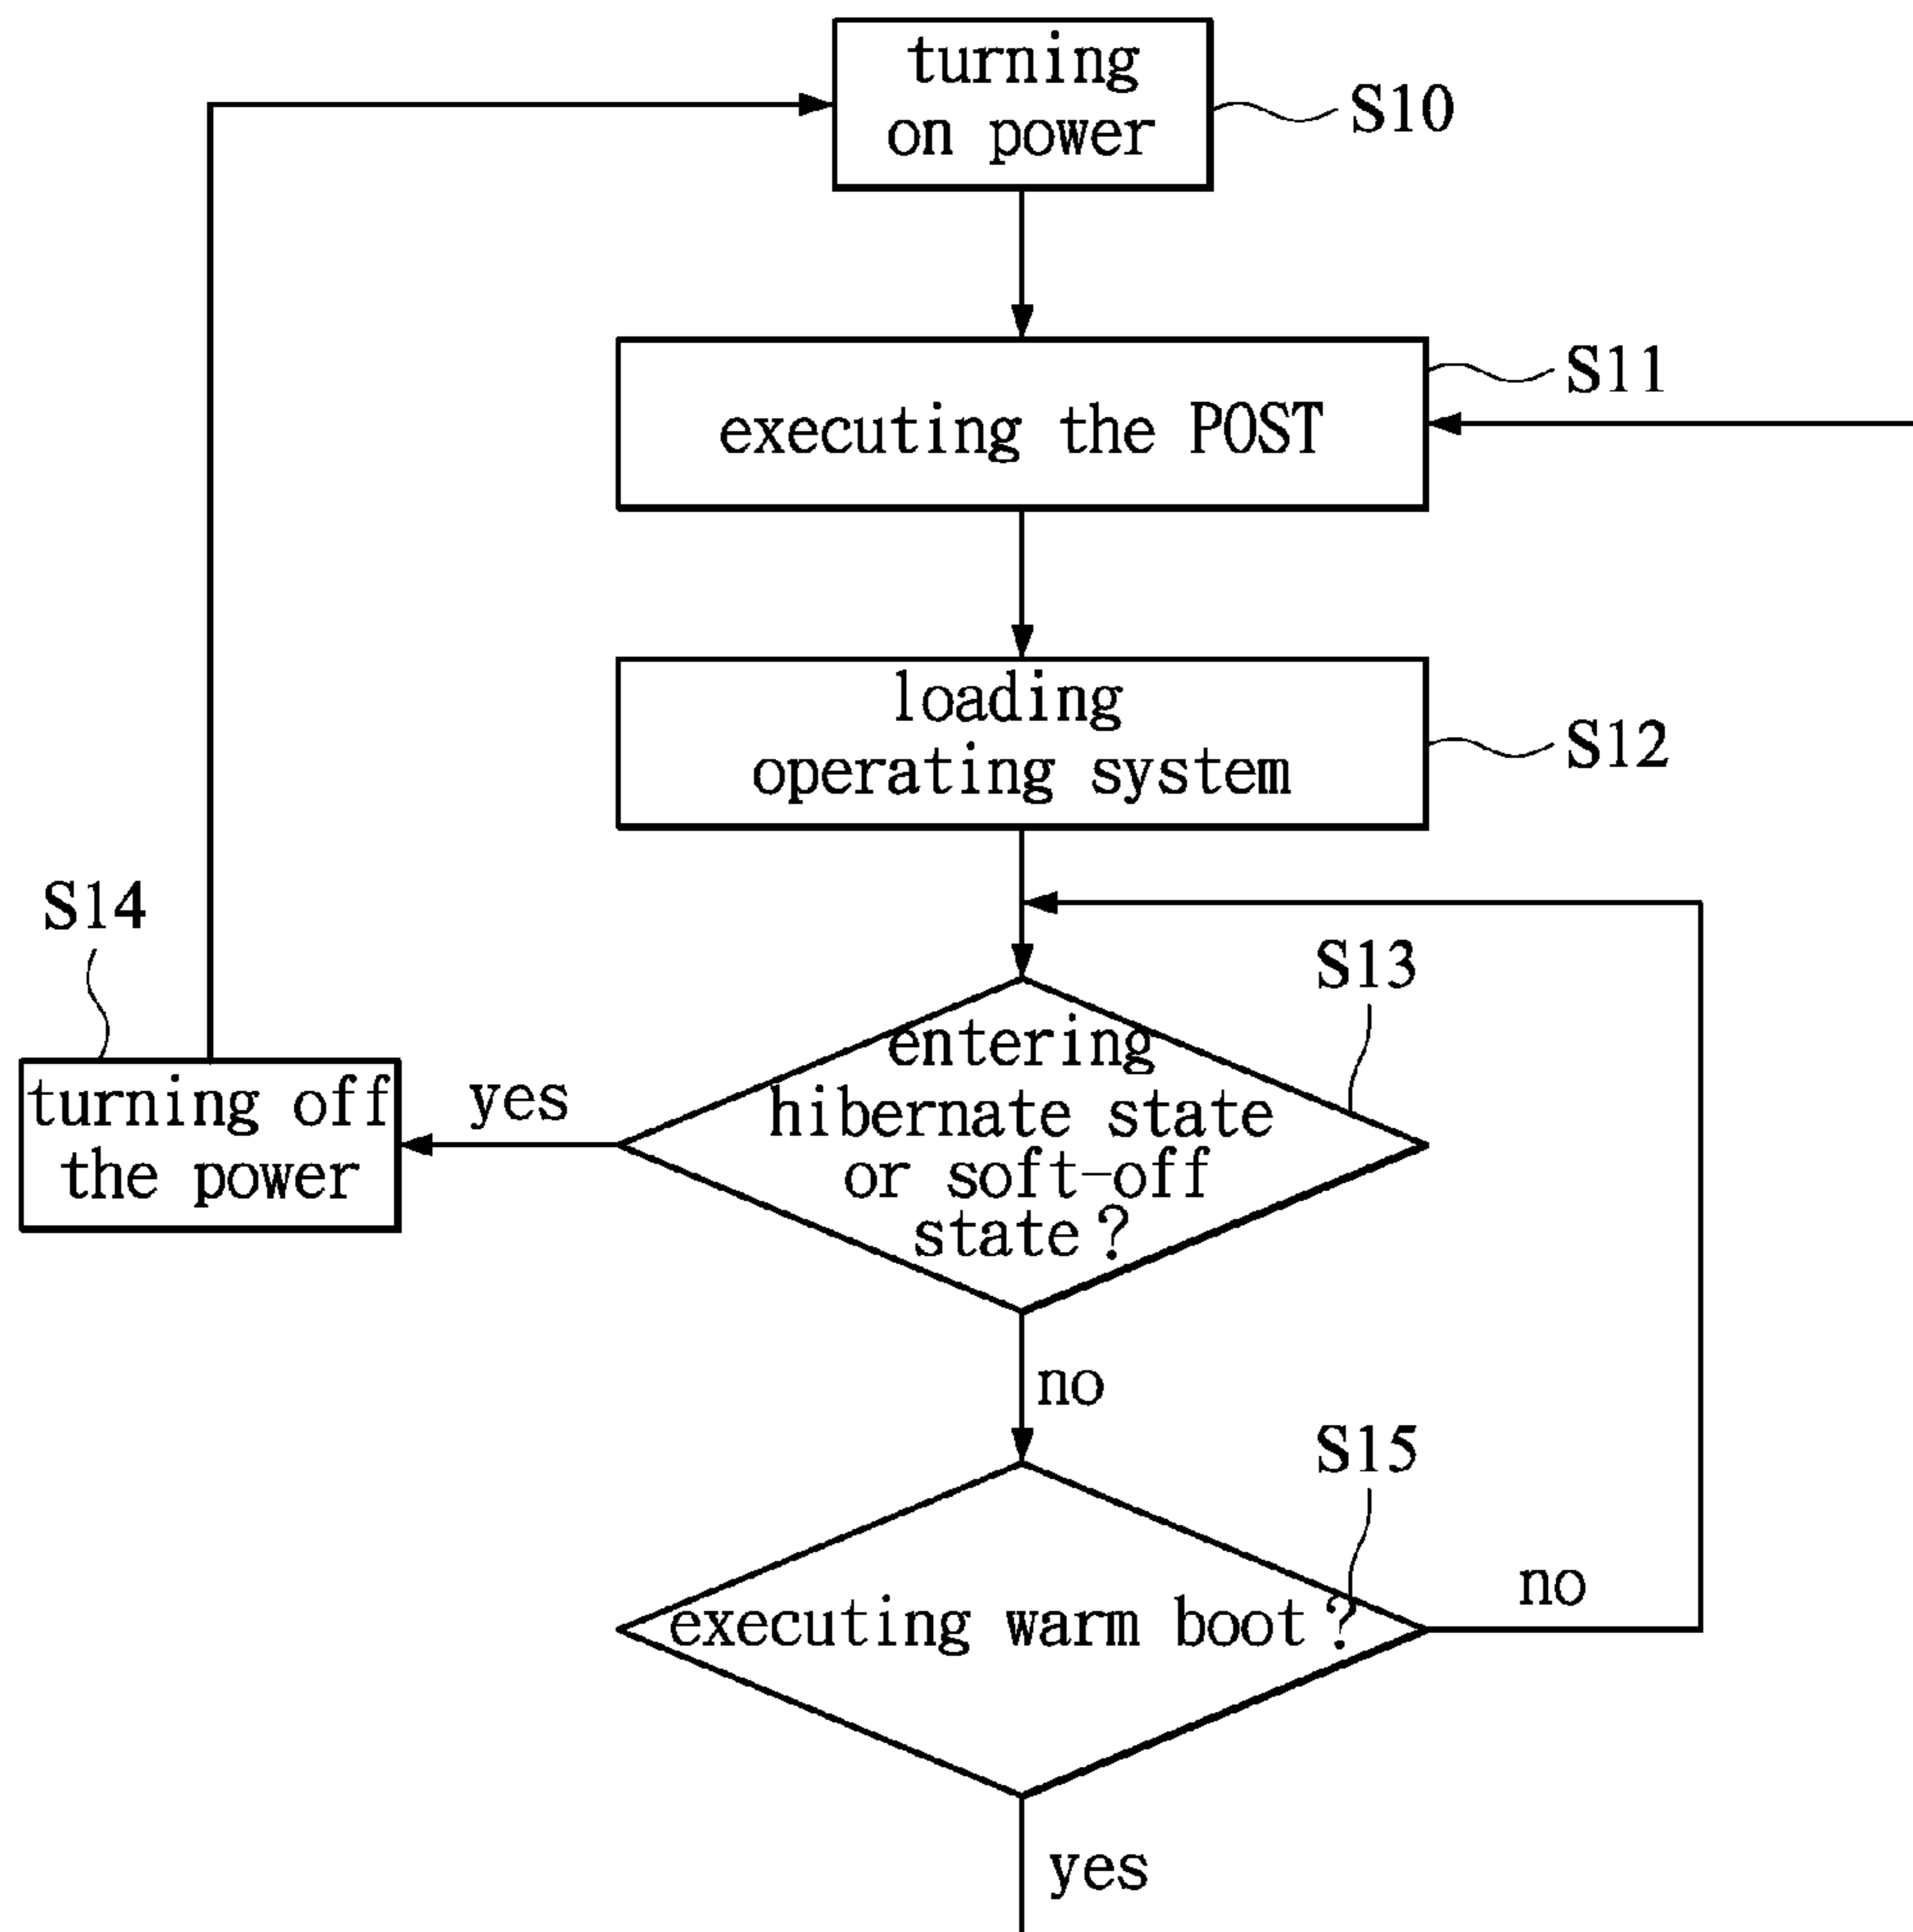 turning
on power
S10
S11
executing the POST
loading
operating system
S12
S14
S13
turning off
the power
yes
entering
hibernate state
or soft-off
state?
no
S15
executing warm boot?
no
yes